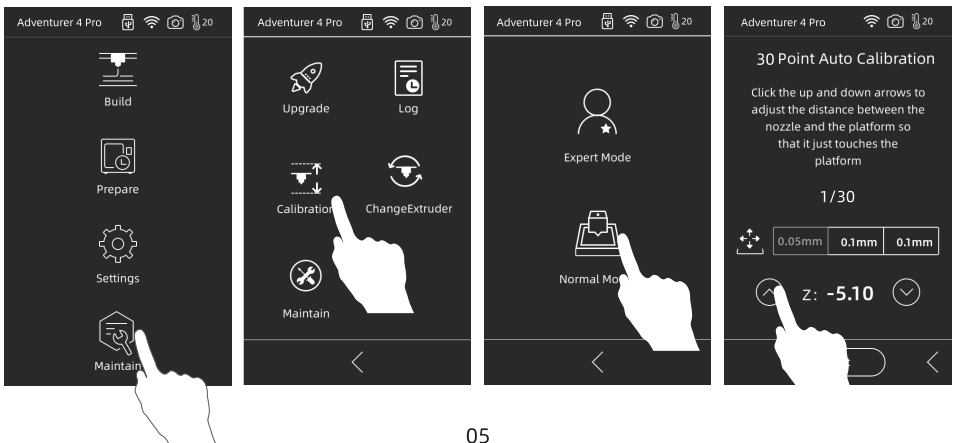 Adventurer 4 Pro 20
Build
Prepare
Settings
Maintain
Adventurer 4 Pro 20
Upgrade Log
Calibration ChangeExtruder
Maintain
Adventurer 4 Pro 20
Expert Mode
Normal Mo
Adventurer 4 Pro 20
30 Point Auto Calibration
Click the up and down arrows to
adjust the distance between the
nozzle and the platform so
that it just touches the
platform
1/30
0.05mm 0.1mm 0.1mm
Z: -5.10
05